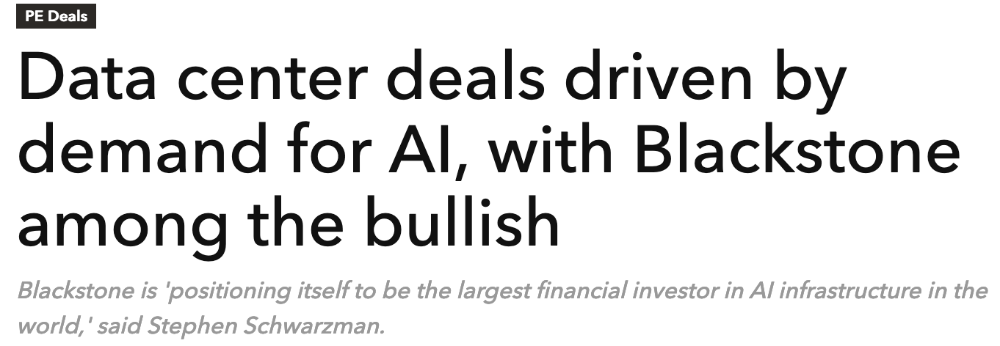 PE Deals
Data center deals driven by
demand for AI, with Blackstone
among the bullish
Blackstone is 'positioning itself to be the largest financial investor in AI infrastructure in the
world,' said Stephen Schwarzman.